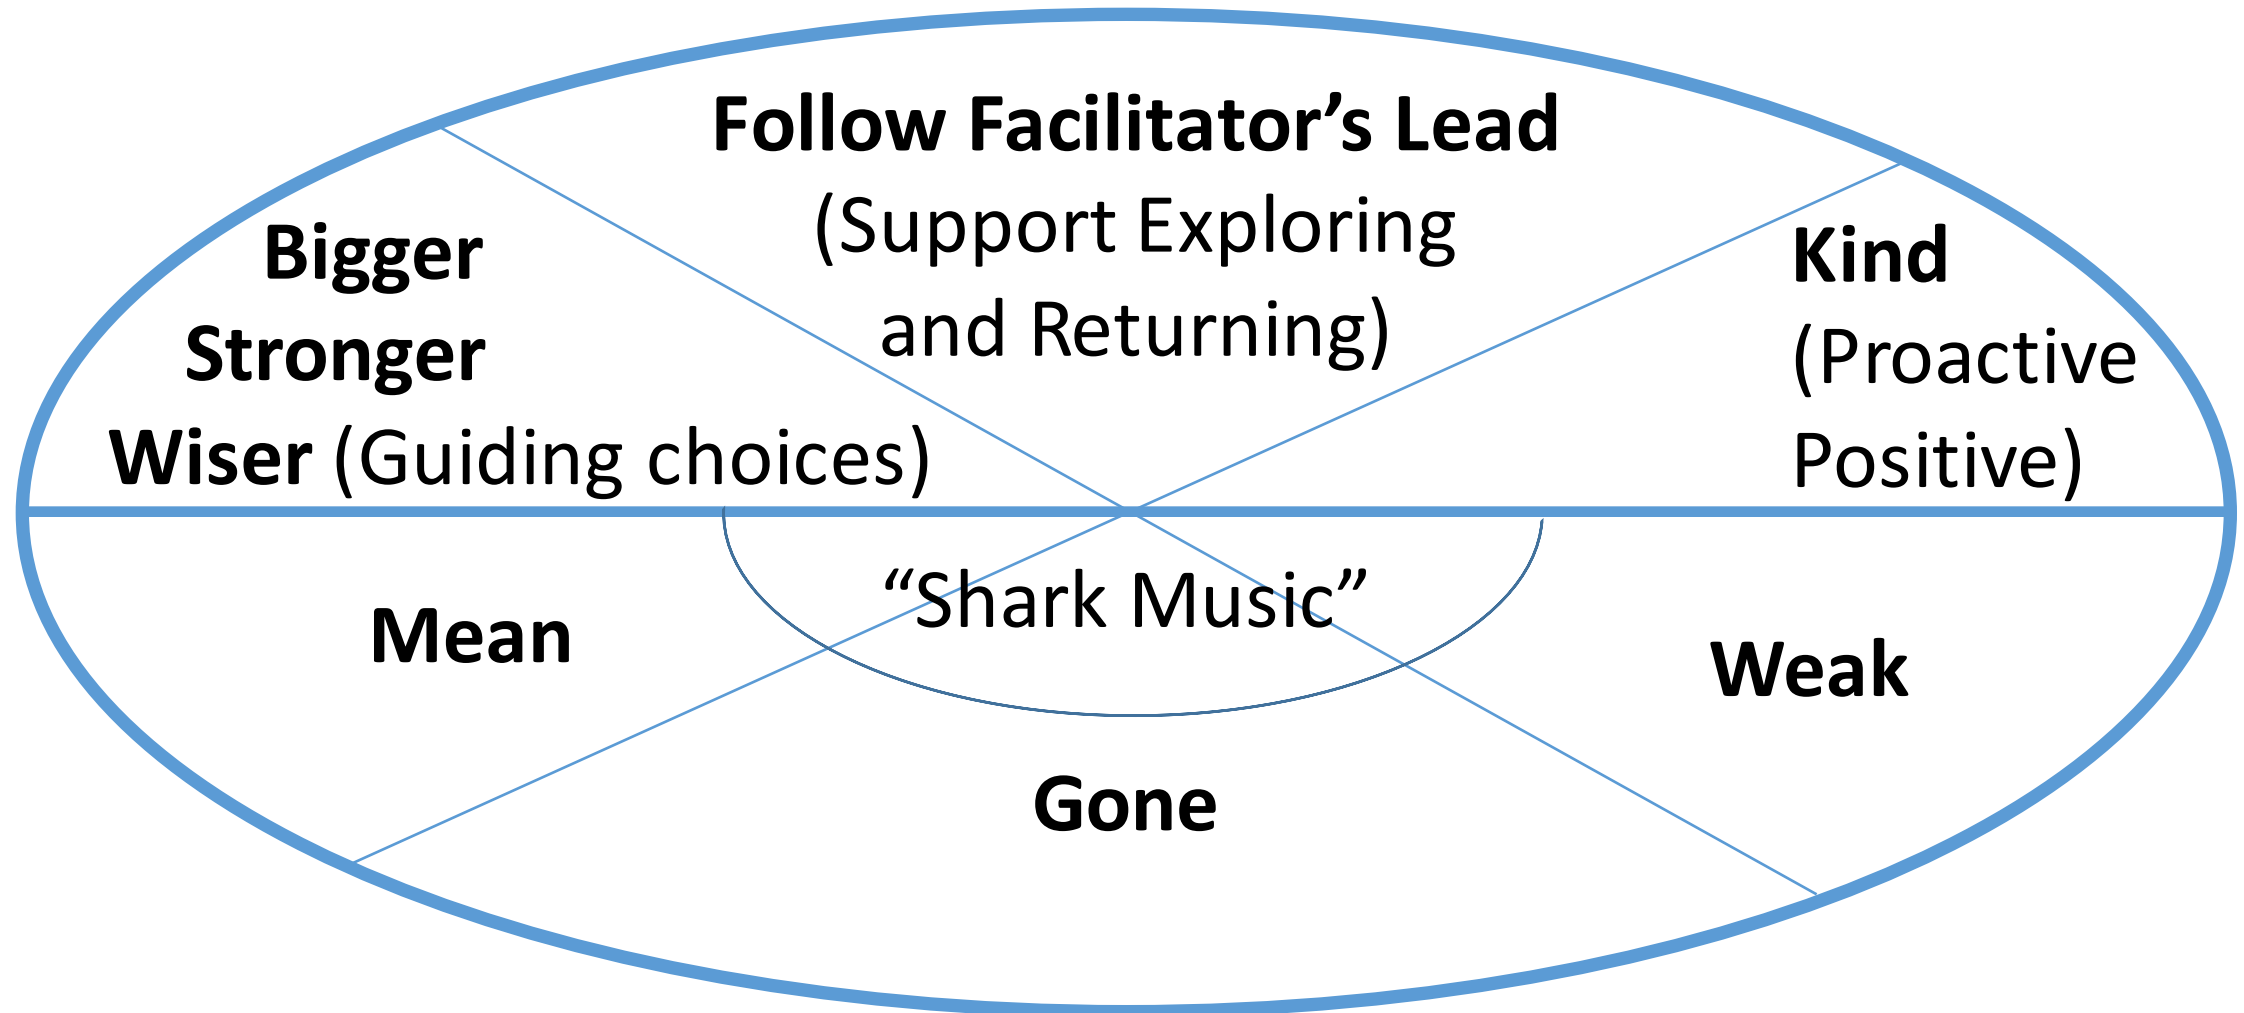 Follow Facilitator’s Lead
(Support Exploring
and Returning)
Bigger
Stronger
Wiser (Guiding choices)
Kind
(Proactive
Positive)
“Shark Music”
Mean
Weak
Gone